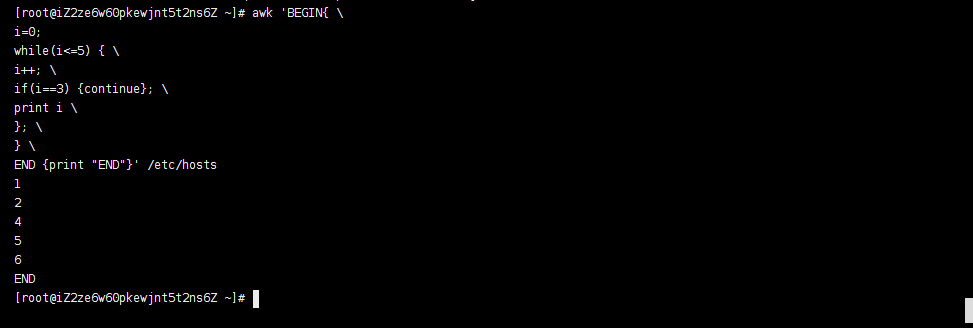 [root@iZ2ze6w60pkewjnt5t2ns6Z ~]# awk 'BEGIN{ \
i=0;
while(i<=5) { \
i++; \
if(i==3) {continue}; \
print i \
}; \
} \
END {print "END"}' /etc/hosts
1
2
4
5
6
END
[root@iZ2ze6w60pkewjnt5t2ns6Z ~]#